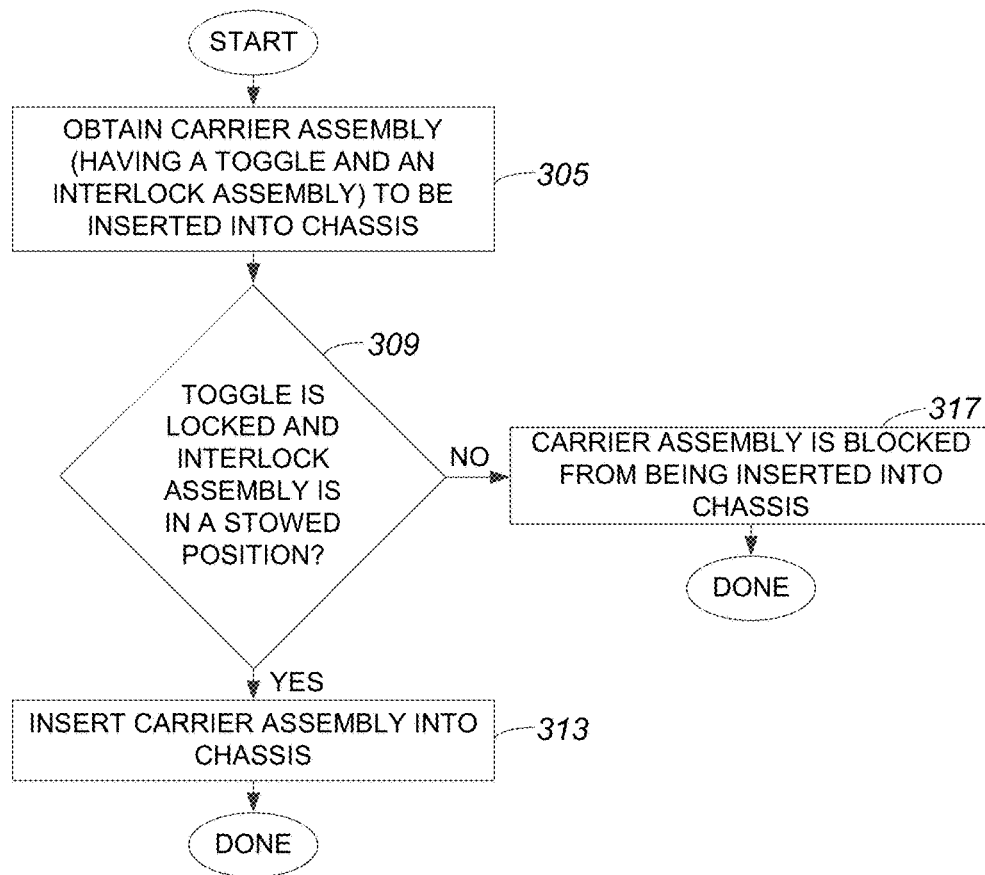 START
OBTAIN CARRIER ASSEMBLY
(HAVING A TOGGLE AND AN
INTERLOCK ASSEMBLY) TO BE
INSERTED INTO CHASSIS
305
309
TOGGLE IS
LOCKED AND
INTERLOCK
ASSEMBLY IS
IN A STOWED
POSITION?
NO
317
CARRIER ASSEMBLY IS BLOCKED
FROM BEING INSERTED INTO
CHASSIS
DONE
YES
INSERT CARRIER ASSEMBLY INTO
CHASSIS
313
DONE